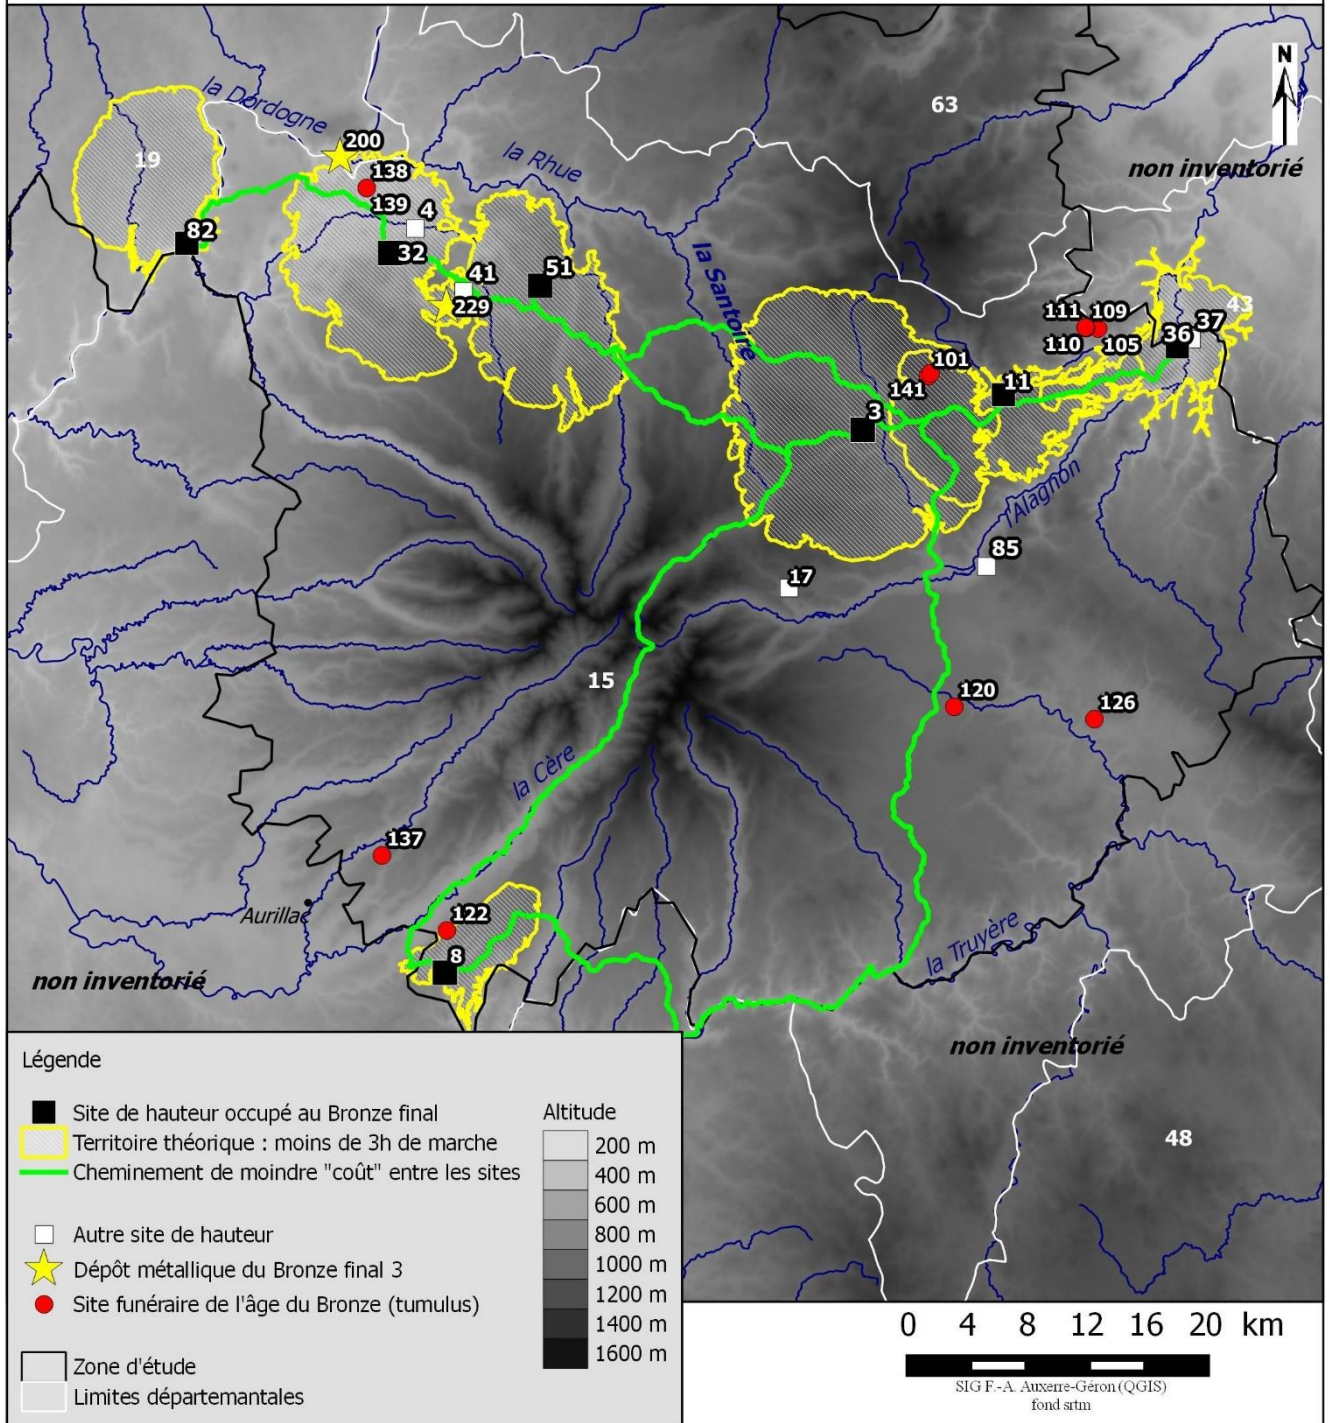 63
N
la Dordogne
200
19
138
la Rhue
non inventorié
139
4
82
32
51
la Santoire
41
229
43
111
109
37
110
105
36
101
141
11
3
l'Alagnon
85
17
15
120
126
la Cère
137
Aurillac
122
la Truyère
8
non inventorié
non inventorié
48
Légende
Site de hauteur occupé au Bronze final
Territoire théorique : moins de 3h de marche
Cheminement de moindre "coût" entre les sites
Autre site de hauteur
Dépôt métallique du Bronze final 3
Site funéraire de l'âge du Bronze (tumulus)
Zone d'étude
Limites départemantales
Altitude
200 m
400 m
600 m
800 m
1000 m
1200 m
1400 m
1600 m
0 4 8 12 16 20 km
SIG F.-A. Auxerre-Géron (QGIS)
fond srtm